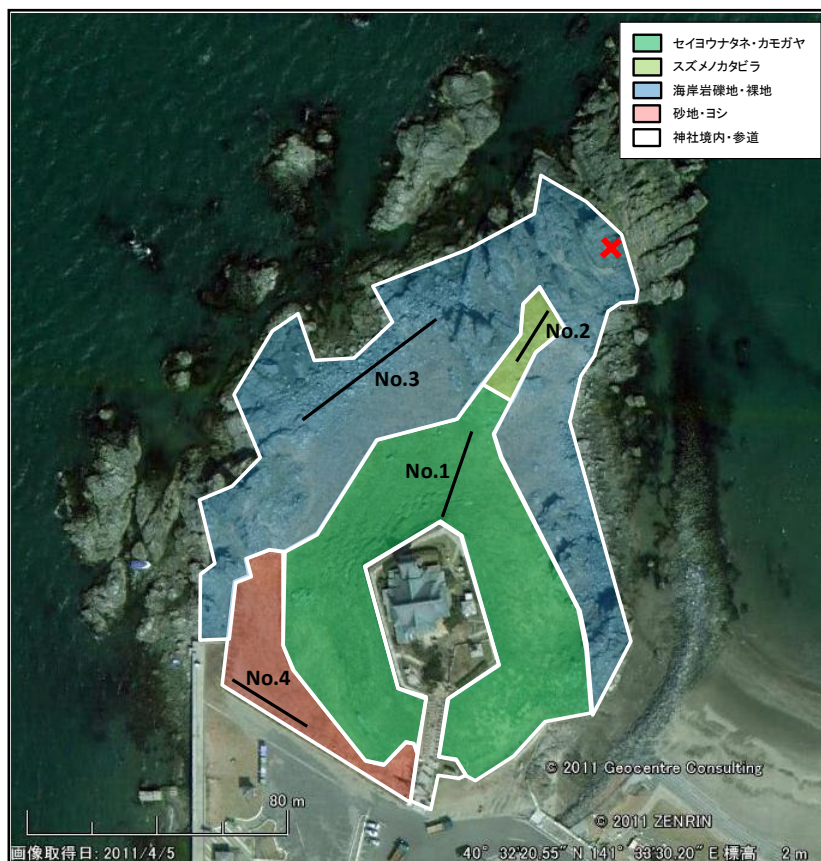 セイヨウナタネ・カモガヤ
スズメノカタビラ
海岸岩礫地・裸地
砂地・ヨシ
神社境内・参道
No.2
No.3
No.1
No.4
© 2011 Geocentre Consulting
80 m
© 2011 ZENRIN
画像取得日: 2011/4/5
40° 32'20.55" N 141° 33'30.20" E 標高 2 m